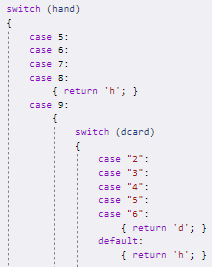 switch (hand)
{
case 5:
case 6:
case 7:
case 8:
{ return 'h'; }
case 9:
{
switch (dcard)
{
case "2":
case "3":
case "4":
case "5":
case "6":
{ return 'd'; }
default:
{ return 'h'; }